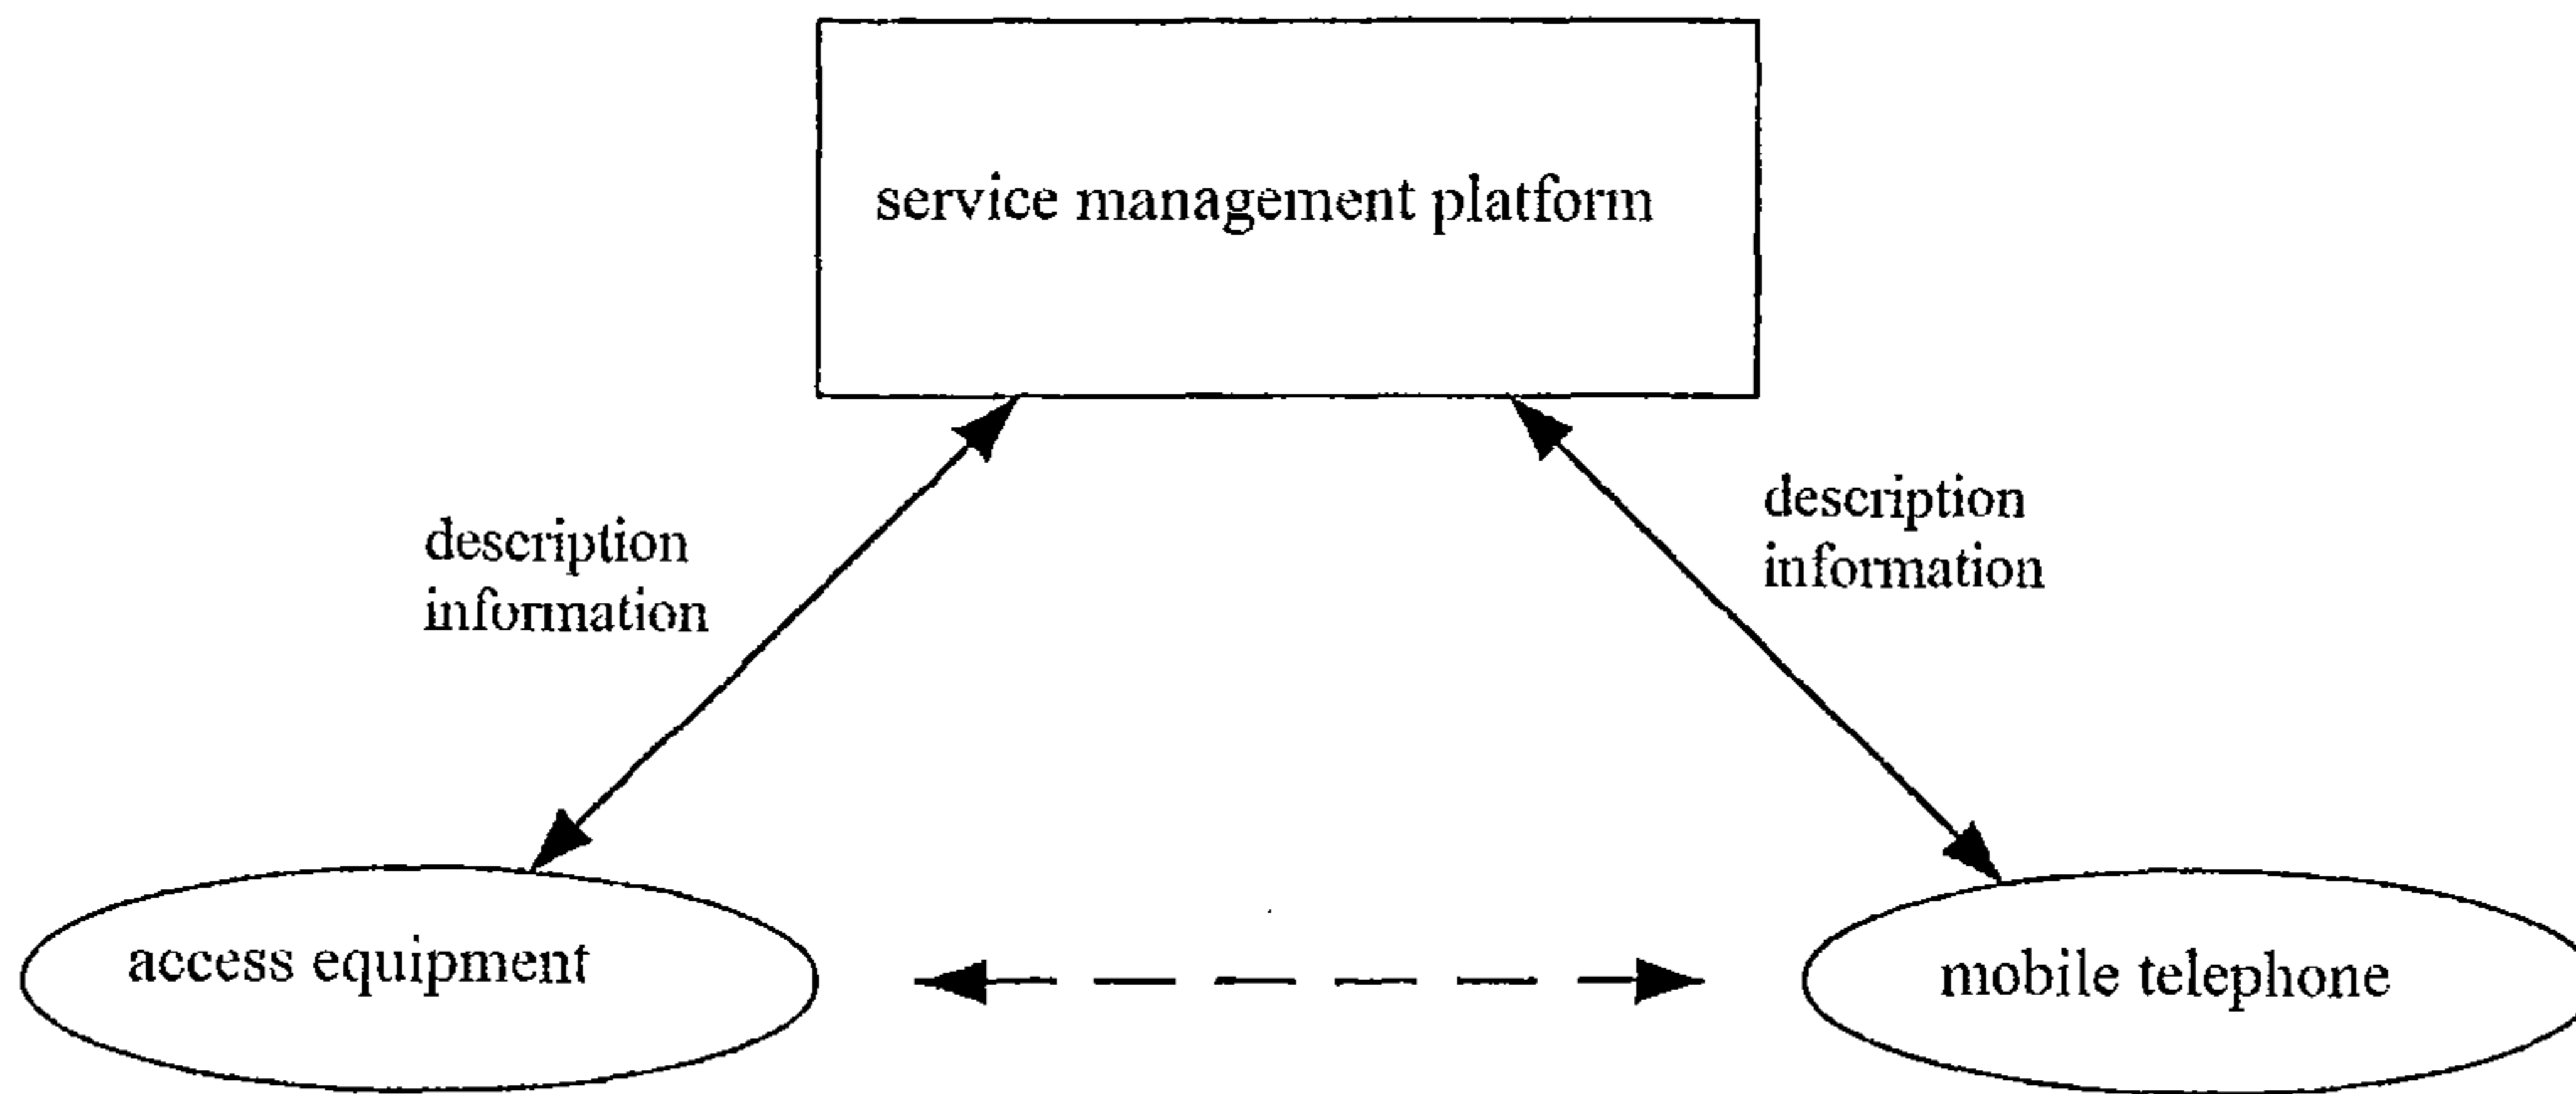 service management platform
description
information
description
information
access equipment
mobile telephone